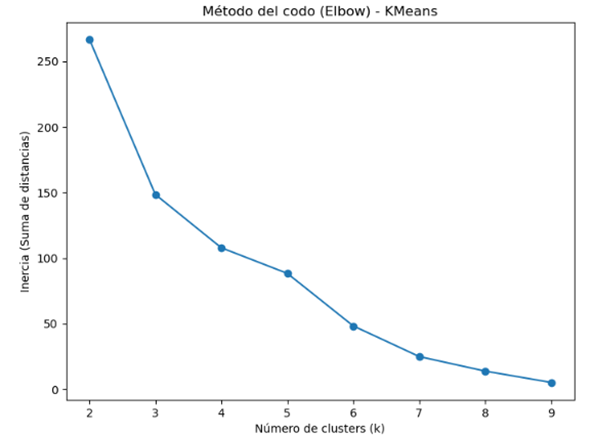 Método del codo (Elbow) - KMeans
Inercia (Suma de distancias)
250
200
150
100
50
0
2 3 4 5 6 7 8 9
Número de clusters (k)